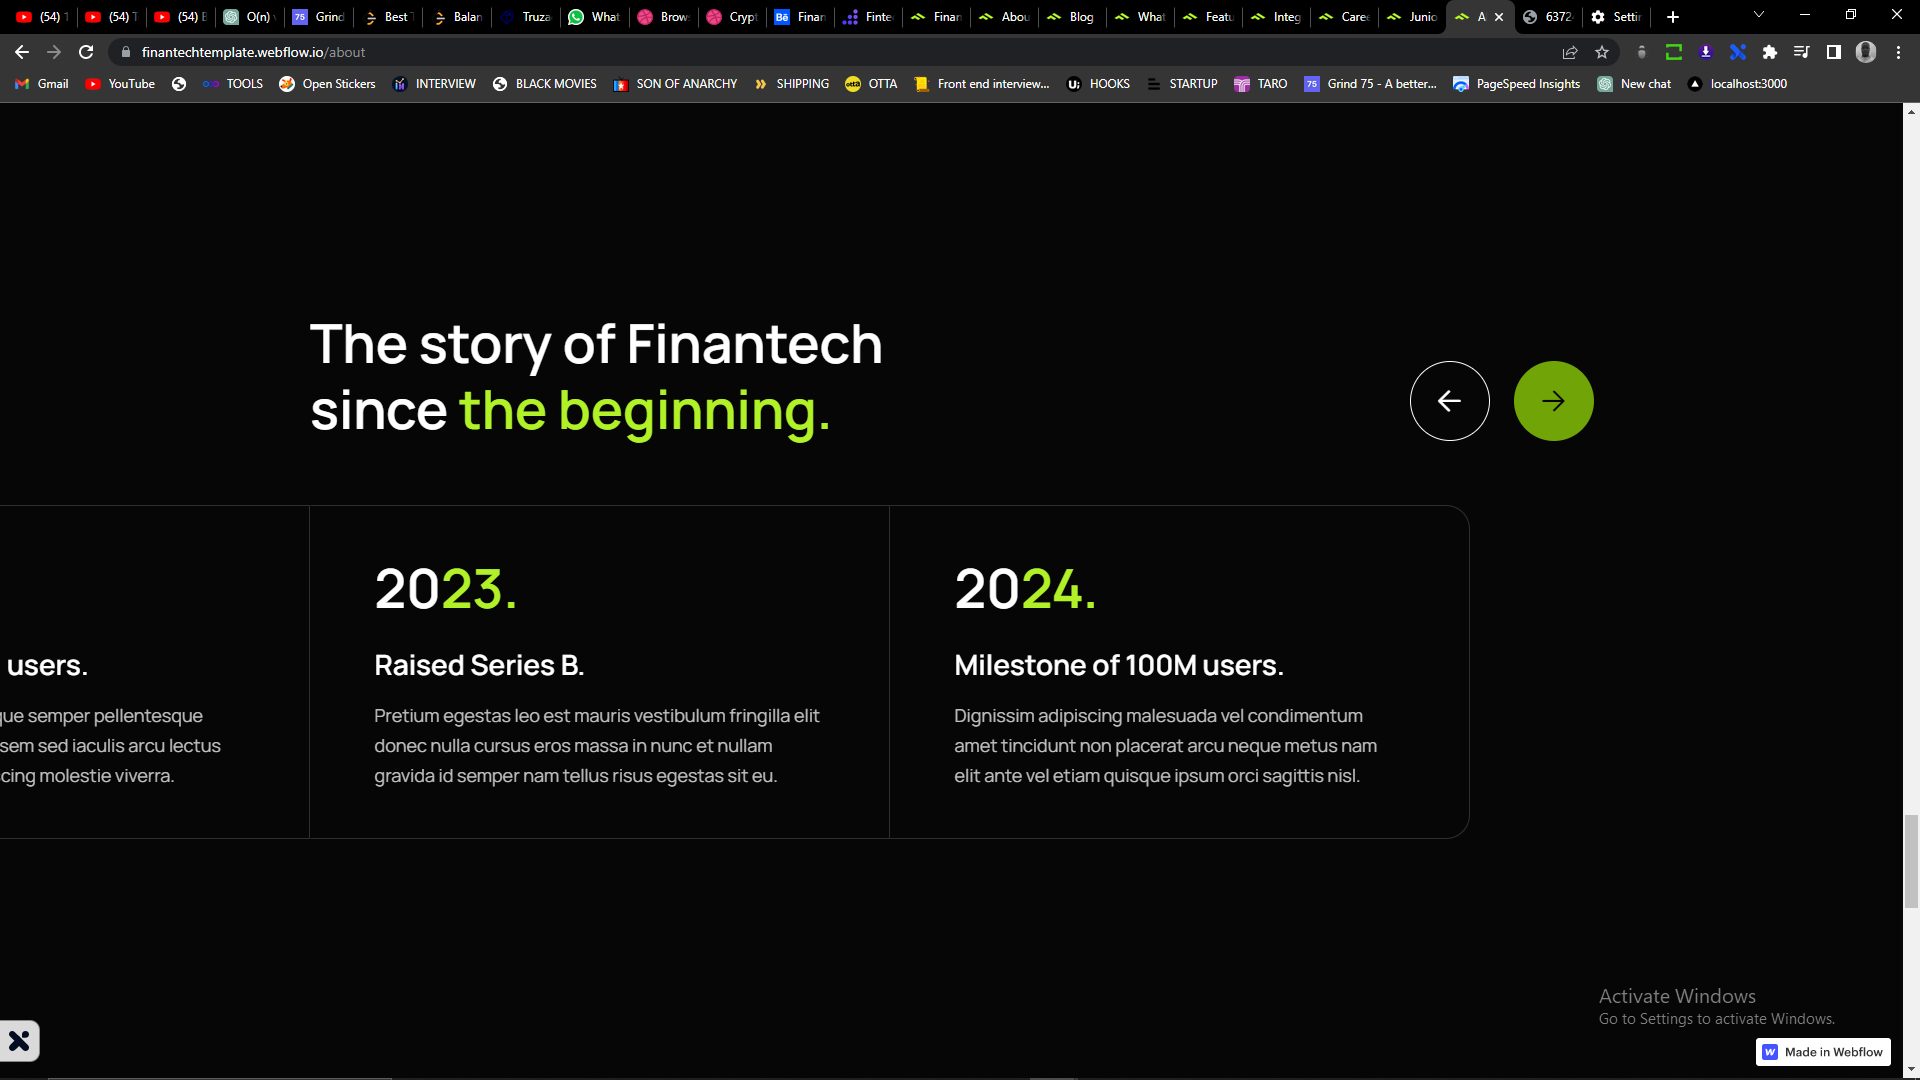 (54) T
(54) T
(54) E
O(n) v
Grind
Best
Balan
Truza
What
Brow
Crypt
Finan
Finte
Finan
Abou
Blog
What
Featu
Integ
Caree
Junio
A
6372
Settin
finantechtemplate.webflow.io/about
Gmail YouTube TOOLS Open Stickers INTERVIEW BLACK MOVIES SON OF ANARCHY SHIPPING OTTA Front end interview... HOOKS STARTUP TARO Grind 75 - A better... PageSpeed Insights New chat localhost:3000
The story of Finantech
since the beginning.
users.
que semper pellentesque
sem sed iaculis arcu lectus
cing molestie viverra.
2023.
Raised Series B.
Pretium egestas leo est mauris vestibulum fringilla elit
donec nulla cursus eros massa in nunc et nullam
gravida id semper nam tellus risus egestas sit eu.
2024.
Milestone of 100M users.
Dignissim adipiscing malesuada vel condimentum
amet tincidunt non placerat arcu neque metus nam
elit ante vel etiam quisque ipsum orci sagittis nisl.
Activate Windows
Go to Settings to activate Windows.
Made in Webflow